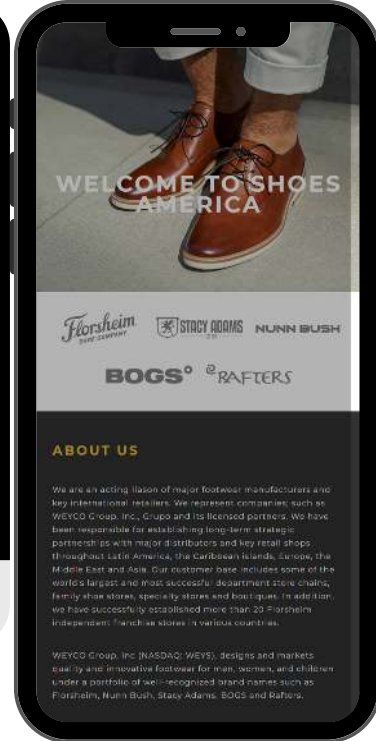 WELCOME TO SHOES
AMERICA
Florsheim
SHOE COMPANY
STACY ADAMS
NUNN BUSH
BOGS°
RAFTERS
ABOUT US
We are an acting liason of major footwear manufacturers and
key international retailers. We represent companies; such as
WEYCO Group, Inc., Grupo and its licensed partners. We have
been responsible for establishing long-term strategic
partnerships with major distributors and key retail shops
throughout Latin America, the Caribbean islands, Europe, the
Middle East and Asia. Our customer base includes some of the
world's largest and most successful department store chains,
family shoe stores, specialty stores and boutiques. In addition,
we have successfully established more than 20 Florsheim
independent franchise stores in various countries.
WEYCO Group, Inc (NASDAQ: WEYS), designs and markets
quality and innovative footwear for men, women, and children
under a portfolio of well-recognized brand names such as
Florsheim, Nunn Bush, Stacy Adams, BOGS and Rafters.